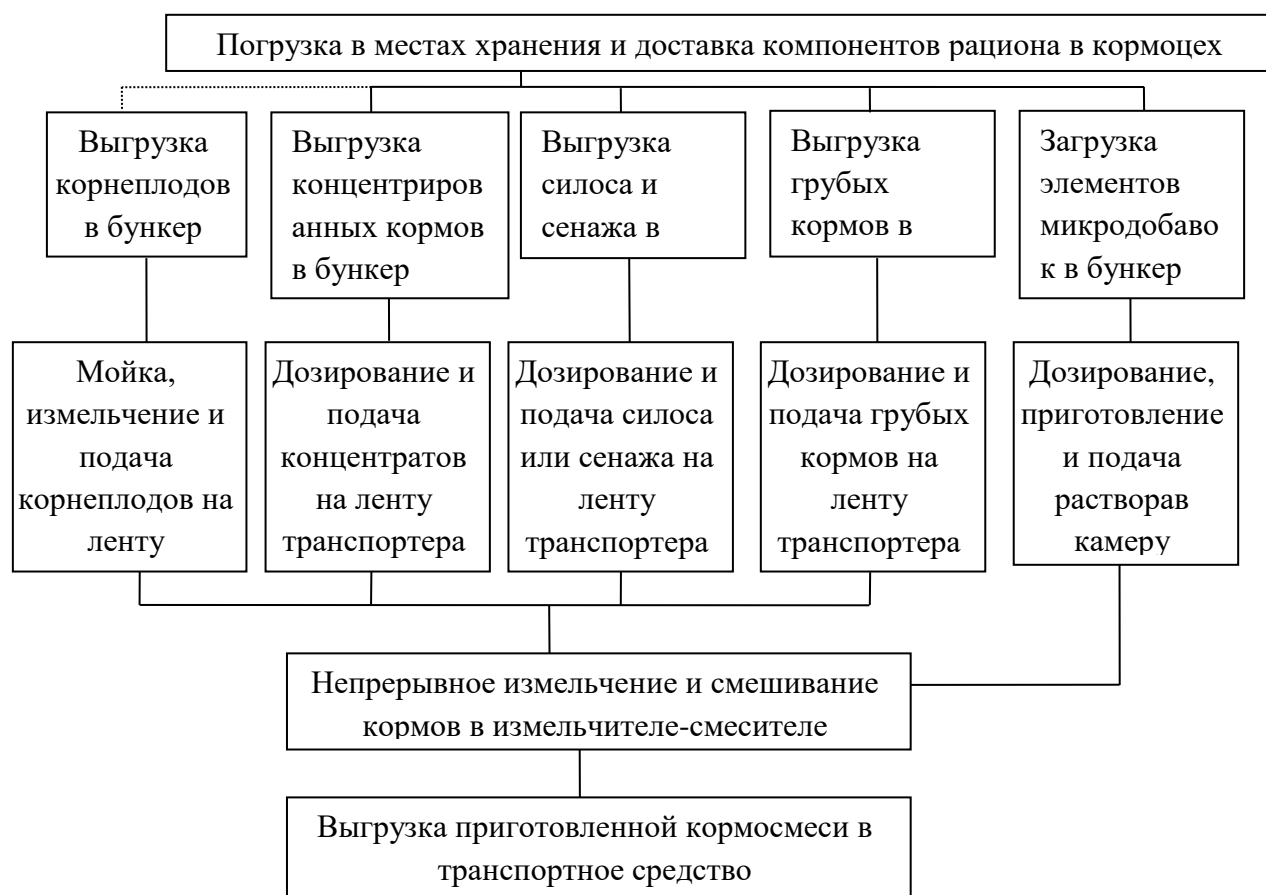 Погрузка в местах хранения и доставка компонентов рациона в кормоцех
Выгрузка
корнеплодов
в бункер
Выгрузка
концентриров
анных кормов
в бункер
Выгрузка
силоса и
сенажа в
Выгрузка
грубых
кормов в
Загрузка
элементов
микродобаво
к в бункер
Мойка,
измельчение и
подача
корнеплодов на
ленту
Дозирование и
подача
концентратов
на ленту
транспортера
Дозирование и
подача силоса
или сенажа на
ленту
транспортера
Дозирование и
подача грубых
кормов на
ленту
транспортера
Дозирование,
приготовление
и подача
растворав
камеру
Непрерывное измельчение и смешивание
кормов в измельчителе-смесителе
Выгрузка приготовленной кормосмеси в
транспортное средство